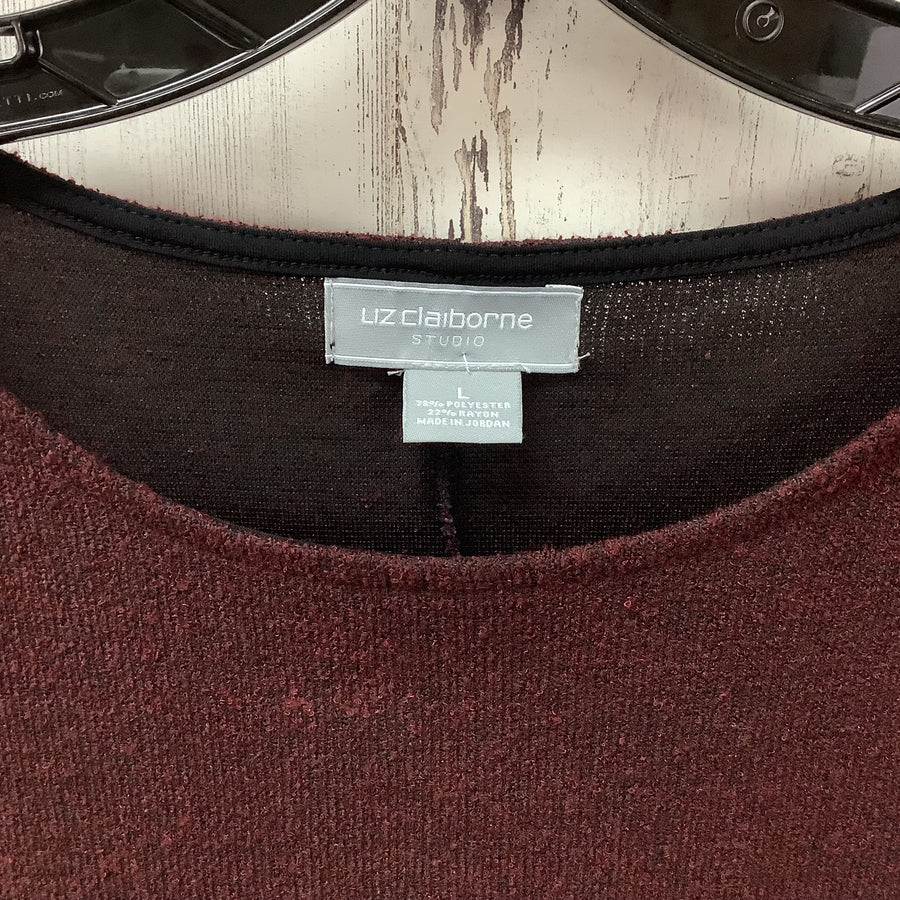 LIZ claiborne
STUDIO
L
78% POLYESTER
22% RAYON
MADE IN JORDAN